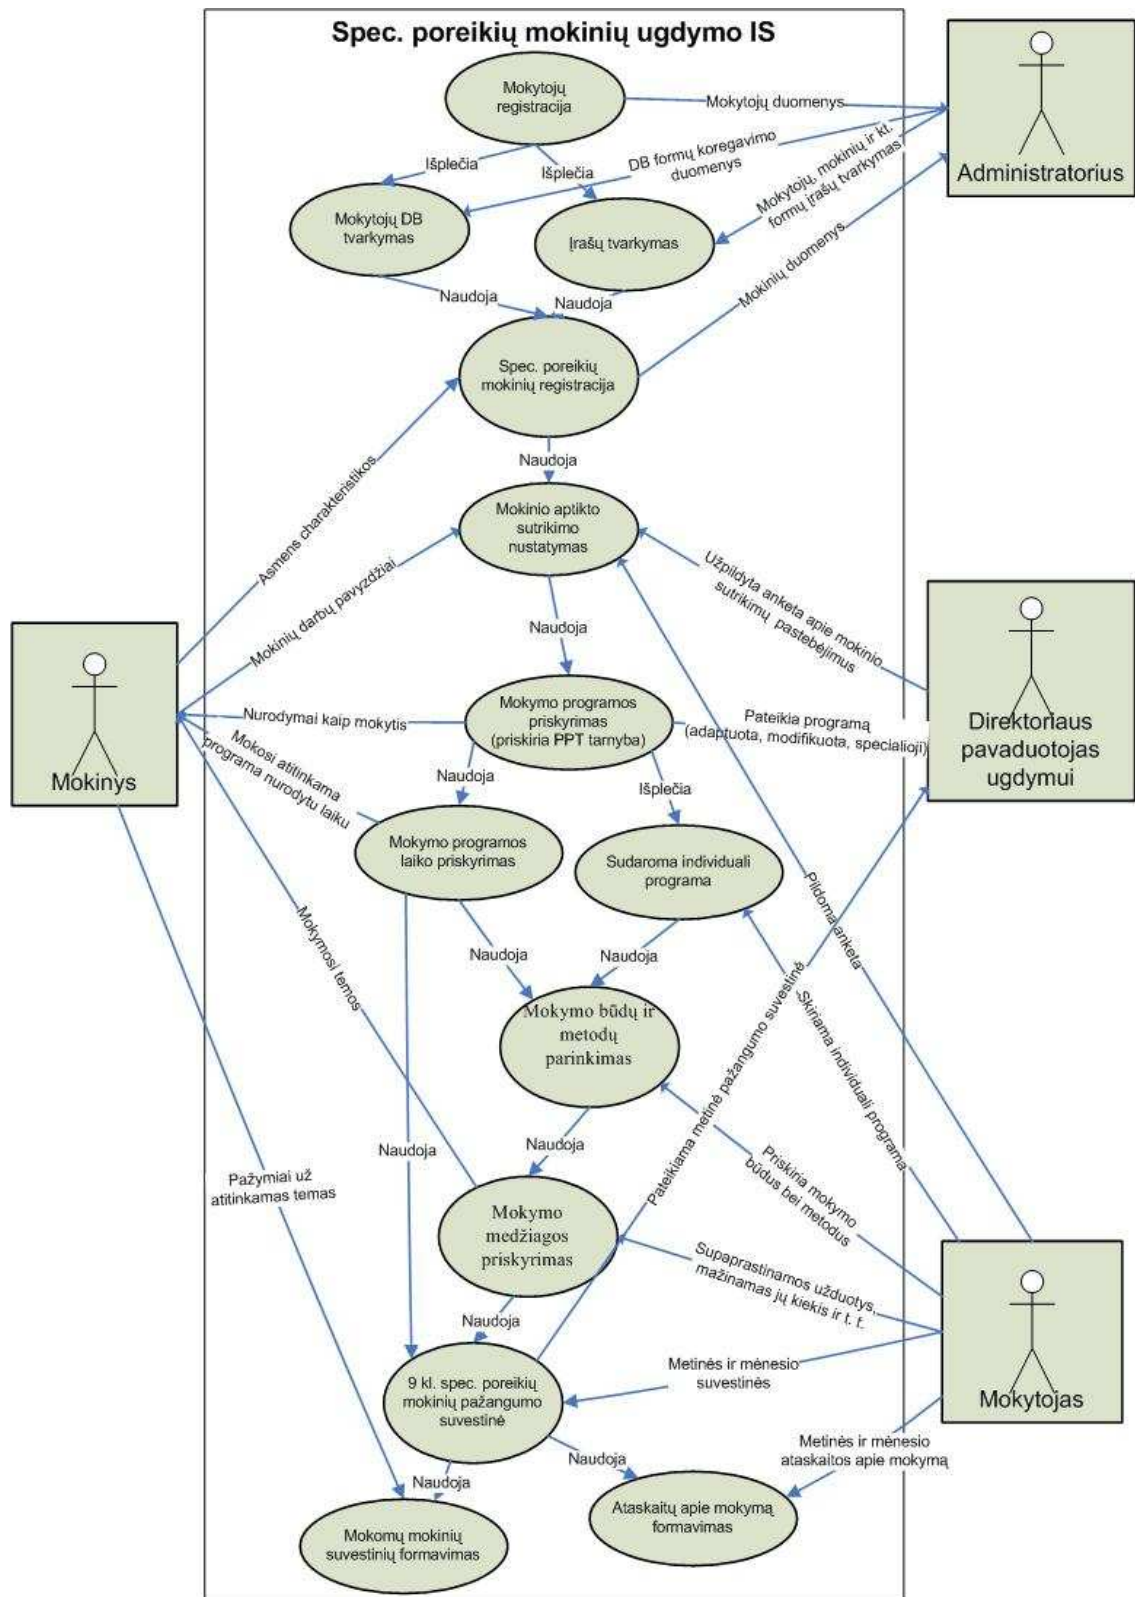 Spec. poreikių mokinių ugdymo IS
Mokytojų
registracija
Mokytojų duomenys
Administratorius
Išplečia
Išplečia
DB formų koregavimo
duomenys
Mokytojų, mokinių ir kt.
formų įrašų tvarkymas
Mokytojų DB
tvarkymas
Įrašų tvarkymas
Mokinių duomenys
Naudoja
Naudoja
Spec. poreikių
mokinių registracija
Naudoja
Asmens charakteristikos
Mokinio aptikto
sutrikimo
nustatymas
Mokinių darbų pavyzdžiai
Užpildyta anketa apie mokinio
sutrikimų pastebėjimus
Naudoja
Mokinys
Nurodymai kaip mokytis
Mokymo programos
priskyrimas
(priskiria PPT tarnyba)
Pateikia programą
(adaptuota, modifikuota, specialioji)
Direktoriaus
pavaduotojas
ugdymui
Mokosi atitinkama
programa nurodytu laiku
Naudoja
Išplečia
Mokymo programos
laiko priskyrimas
Sudaroma individuali
programa
Pildoma anketa
Mokymosi temos
Naudoja
Naudoja
Skiriama individuali programa
Mokymo būdų ir
metodų
parinkimas
Pateikiama metinė pažangumo suvestinė
Naudoja
Naudoja
Priskiria mokymo
būdus bei metodus
Pažymiai už
atitinkamas temas
Mokymo
medžiagos
priskyrimas
Supaprastinamos užduotys,
mažinamas jų kiekis ir t. t.
Naudoja
Metinės ir mėnesio
suvestinės
Mokytojas
9 kl. spec. poreikių
mokinių pažangumo
suvestinė
Metinės ir mėnesio
ataskaitos apie mokymą
Naudoja
Naudoja
Ataskaitų apie mokymą
formavimas
Mokomų mokinių
suvestinių formavimas